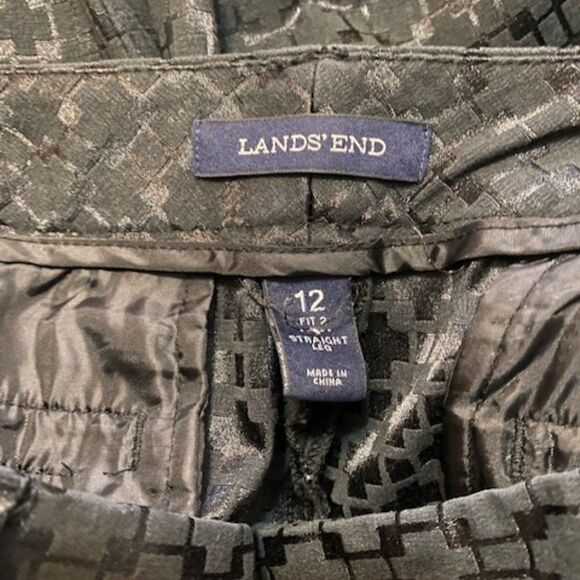 LANDS' END
12
FIT 2
STRAIGHT
LEG
MADE IN
CHINA